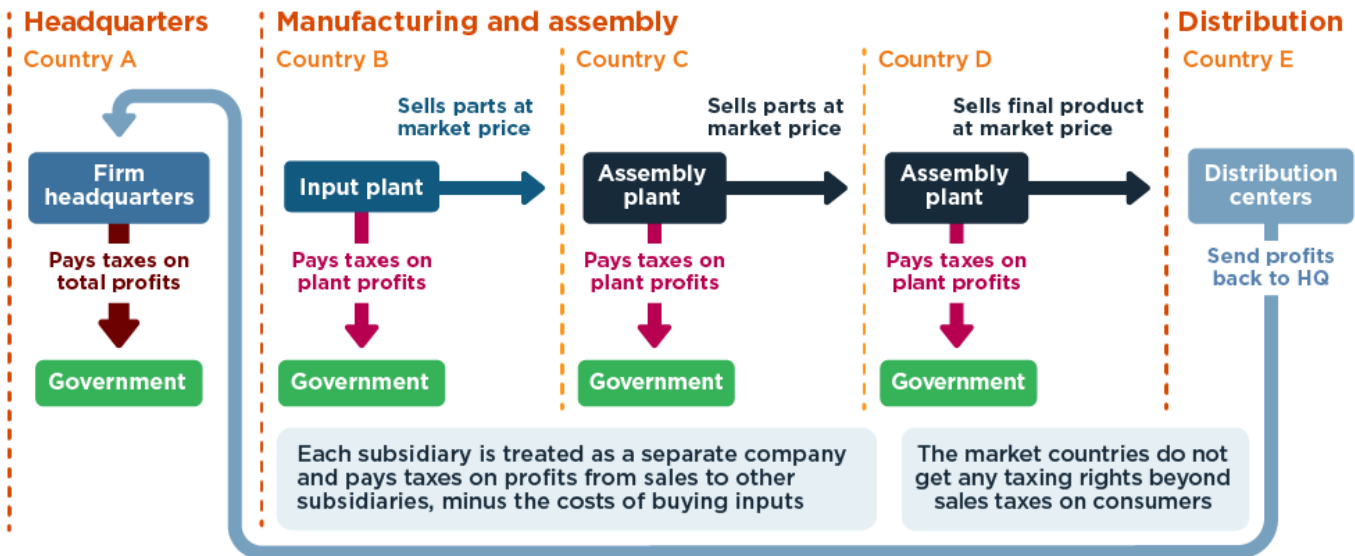 Headquarters
Country A
Firm
headquarters
Pays taxes on
total profits
Government
Manufacturing and assembly
Country B
Sells parts at
market price
Input plant
Pays taxes on
plant profits
Government
Country C
Sells parts at
market price
Assembly
plant
Pays taxes on
plant profits
Government
Country D
Sells final product
at market price
Assembly
plant
Pays taxes on
plant profits
Government
Distribution
Country E
Distribution
centers
Send profits
back to HQ
Each subsidiary is treated as a separate company
and pays taxes on profits from sales to other
subsidiaries, minus the costs of buying inputs
The market countries do not
get any taxing rights beyond
sales taxes on consumers